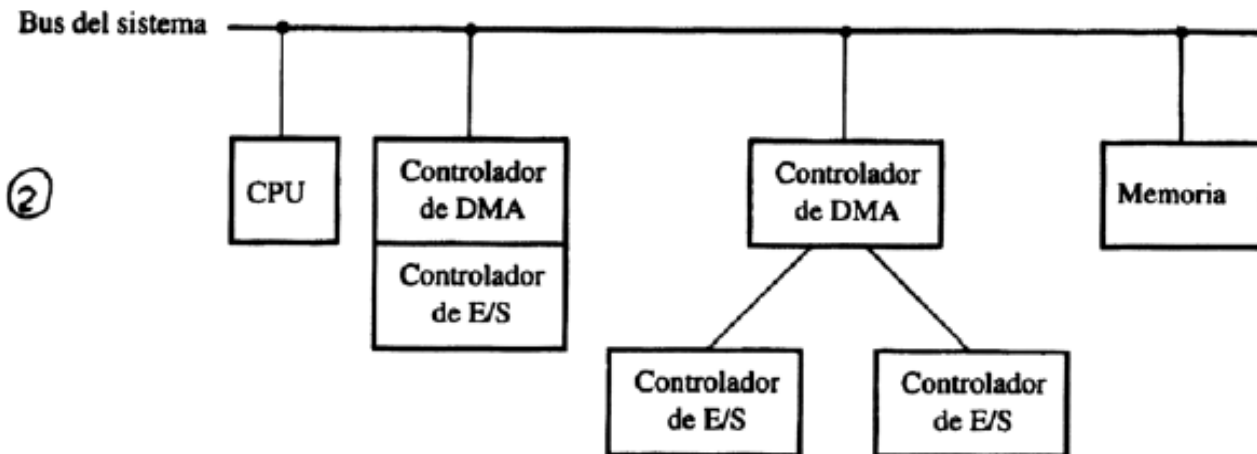 Bus del sistema
②
CPU
Controlador
de DMA
Controlador
de E/S
Controlador
de DMA
Controlador
de E/S
Controlador
de E/S
Memoria